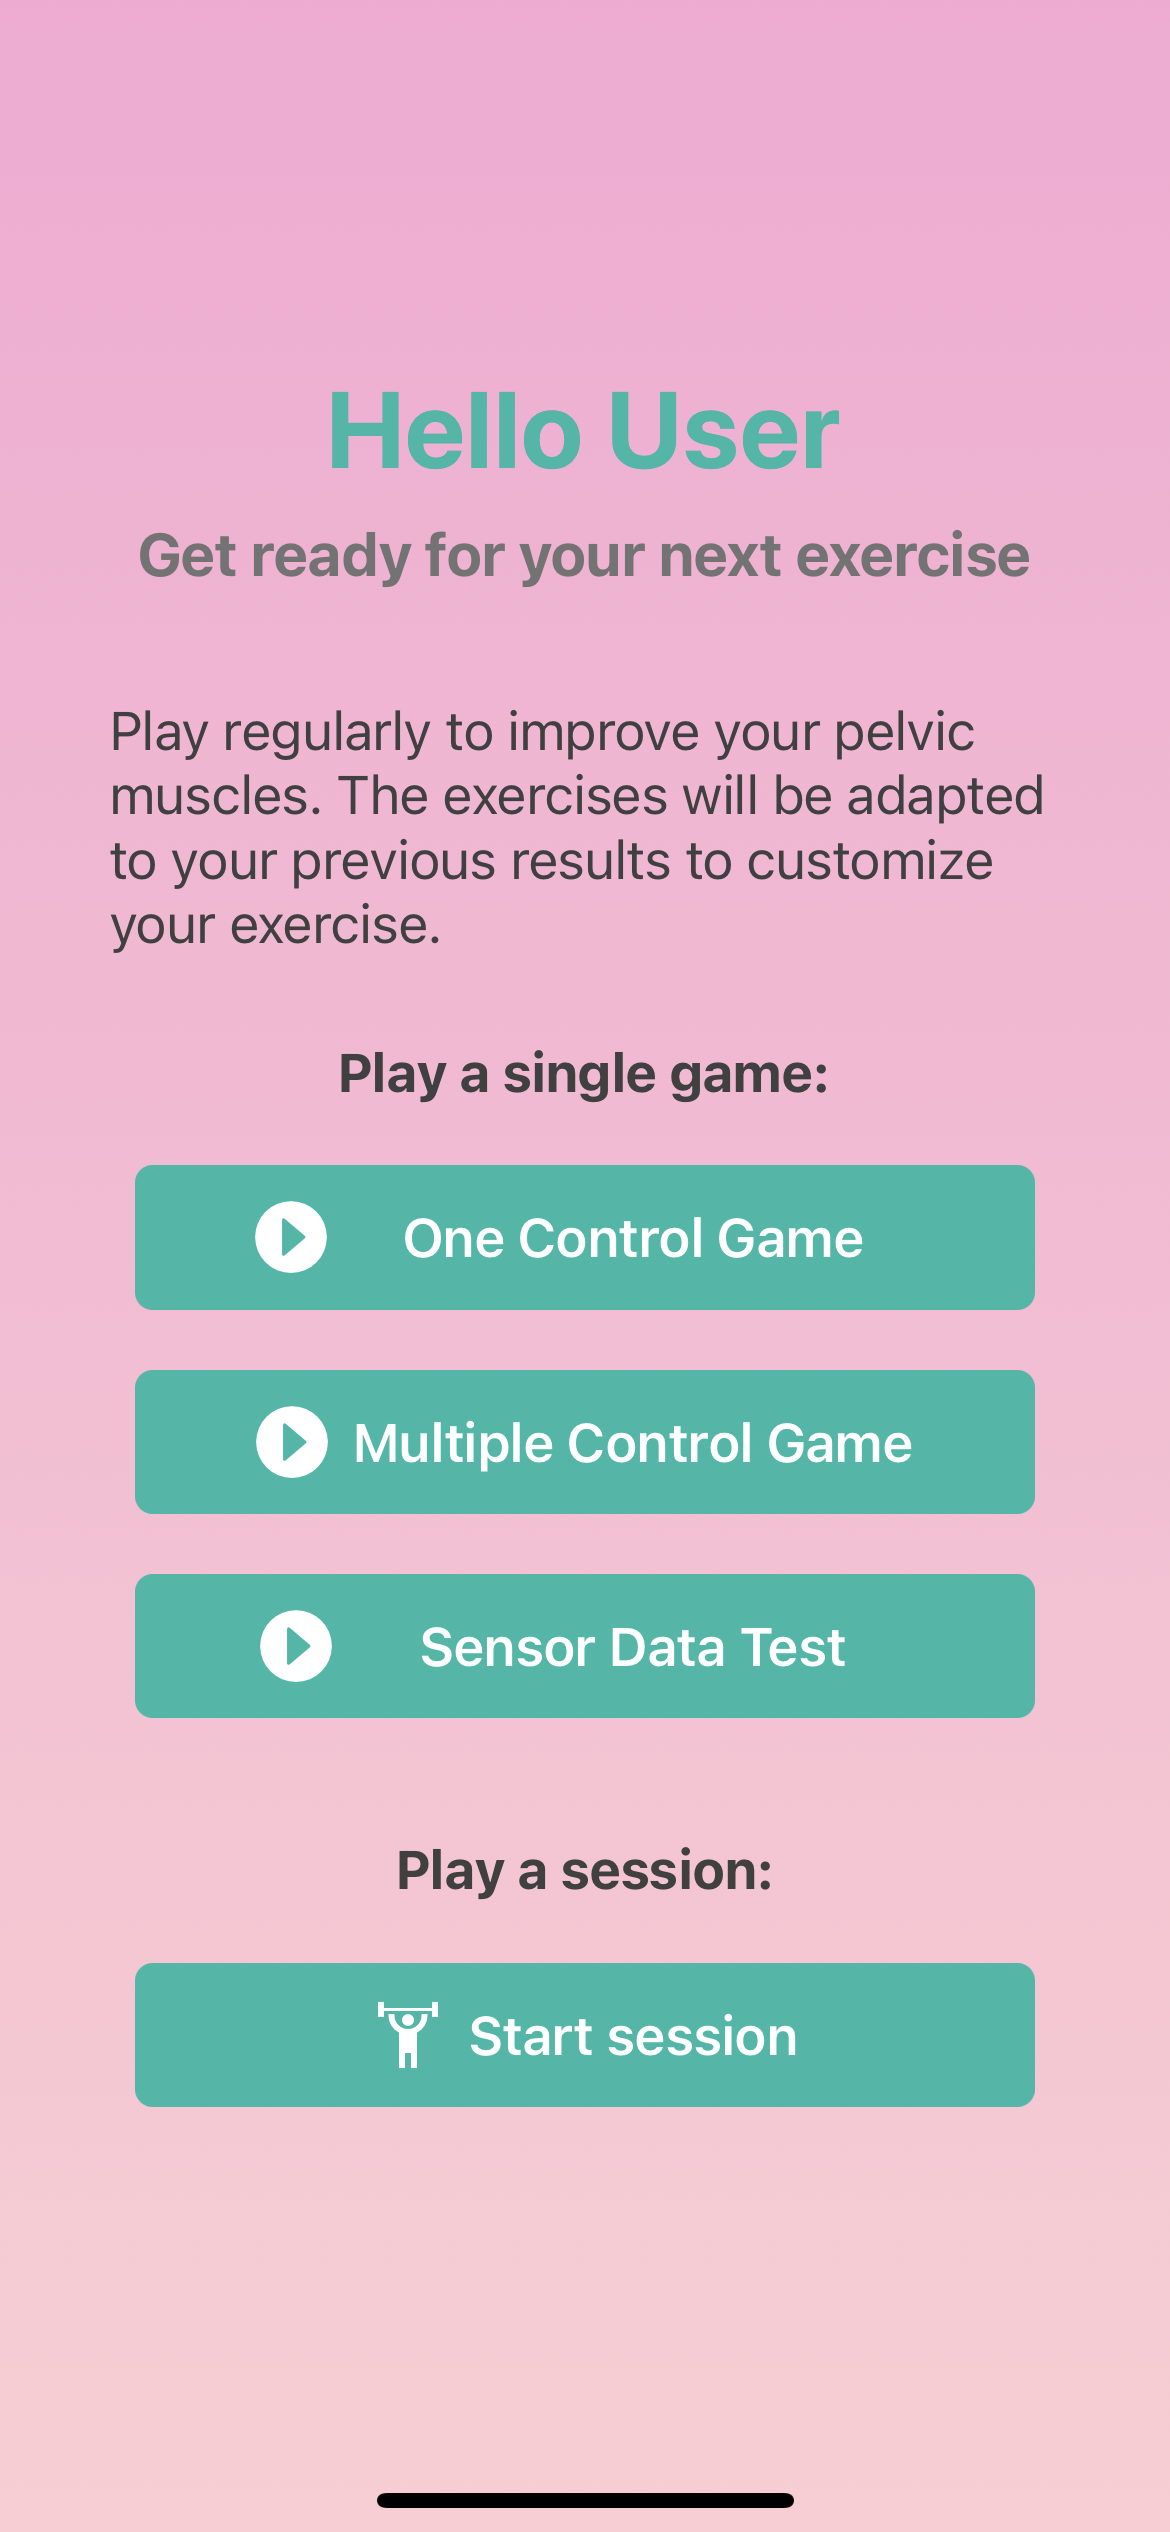 Hello User
Get ready for your next exercise
Play regularly to improve your pelvic
muscles. The exercises will be adapted
to your previous results to customize
your exercise.
Play a single game:
One Control Game
Multiple Control Game
Sensor Data Test
Play a session:
Start session